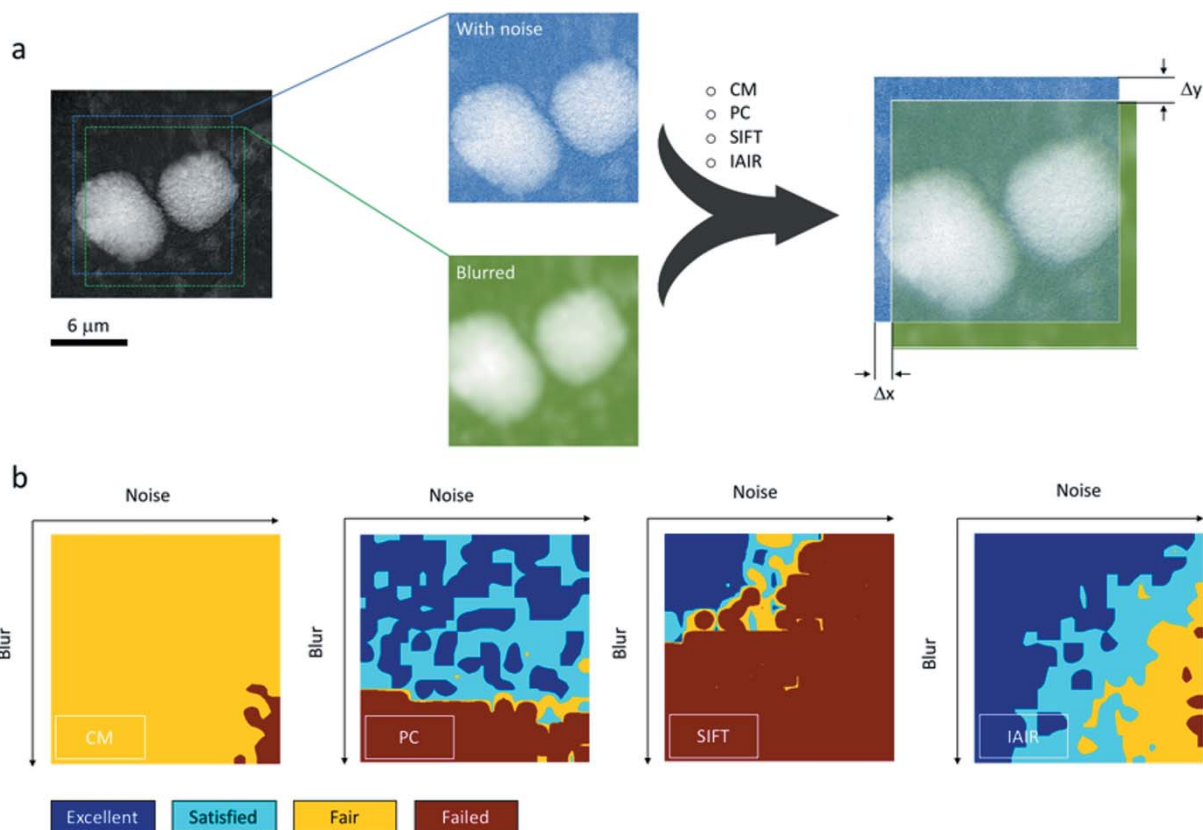 a
With noise
Blurred
6 μm
CM
PC
SIFT
IAIR
Δy
Δx
b
Noise
Noise
Noise
Noise
Blur
Blur
Blur
Blur
CM
PC
SIFT
IAIR
Excellent
Satisfied
Fair
Failed